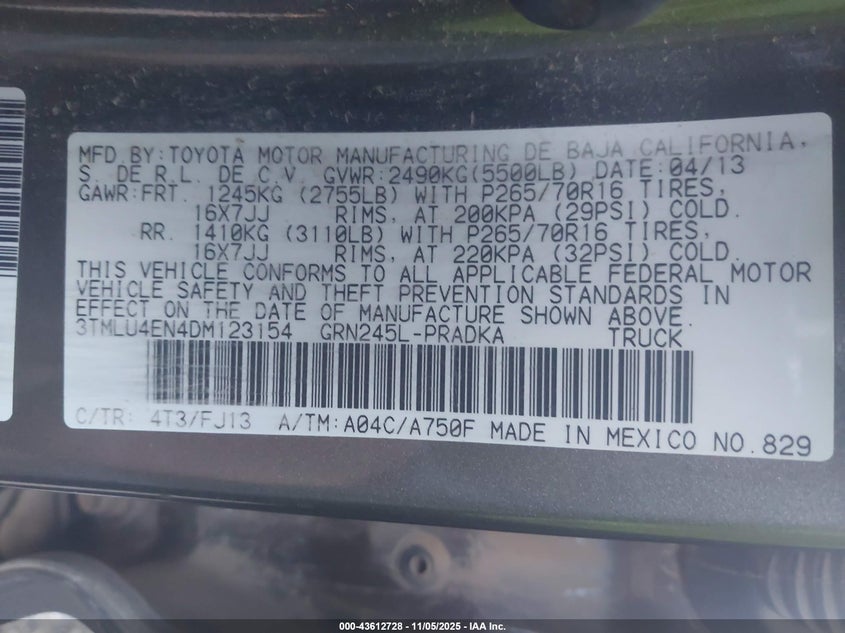 MFD. BY: TOYOTA MOTOR MANUFACTURING DE BAJA CALIFORNIA,
S. DE R.L. DE C.V. GVWR:2490KG(5500LB) DATE:04/13
GAWR:FRT. 1245KG (2755LB) WITH P265/70R16 TIRES,
16X7JJ RIMS, AT 200KPA (29PSI) COLD.
RR. 1410KG (3110LB) WITH P265/70R16 TIRES,
16X7JJ RIMS, AT 220KPA (32PSI) COLD.
THIS VEHICLE CONFORMS TO ALL APPLICABLE FEDERAL MOTOR
VEHICLE SAFETY AND THEFT PREVENTION STANDARDS IN
EFFECT ON THE DATE OF MANUFACTURE SHOWN ABOVE.
3TMLU4EN4DM123154 GRN245L-PRADKA TRUCK
C/TR: 4T3/FJ13 A/TM:A04C/A750F MADE IN MEXICO NO.829
000-43612728 - 11/05/2025 - IAA Inc.